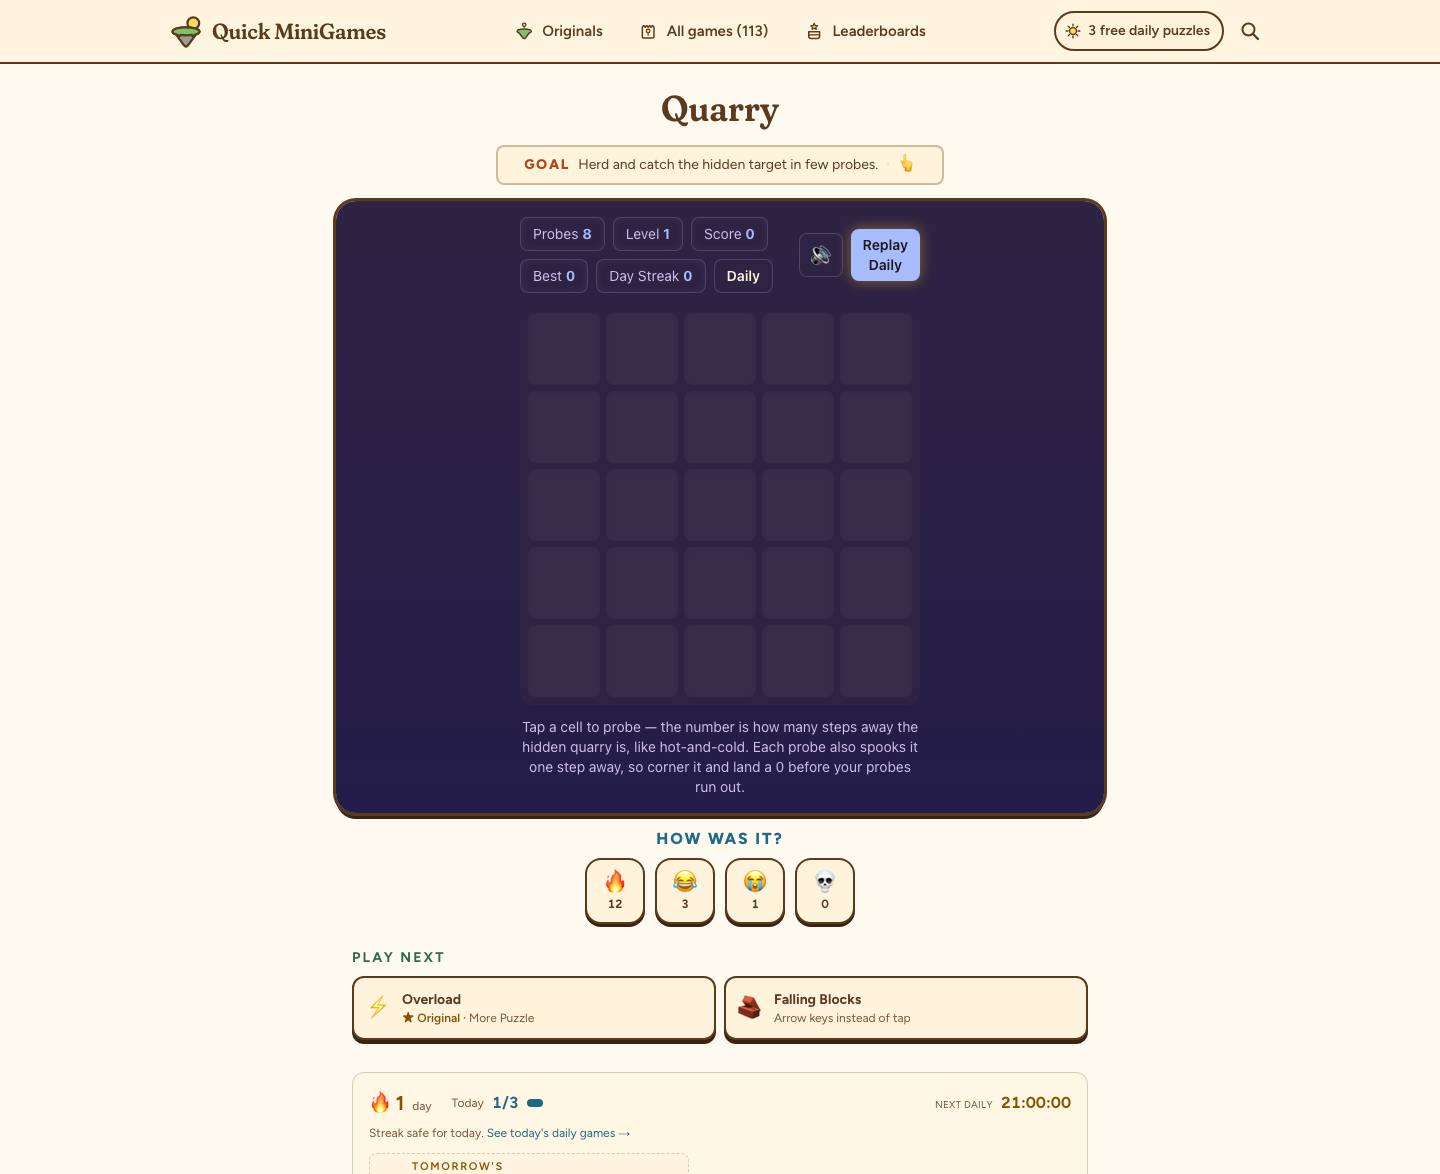 Quick MiniGames
Originals
All games (113)
Leaderboards
3 free daily puzzles
Quarry
GOAL Herd and catch the hidden target in few probes.
Probes 8
Level 1
Score 0
Best 0
Day Streak 0
Daily
Replay
Daily
Tap a cell to probe — the number is how many steps away the
hidden quarry is, like hot-and-cold. Each probe also spooks it
one step away, so corner it and land a 0 before your probes
run out.
HOW WAS IT?
12
3
1
0
PLAY NEXT
Overload
Original · More Puzzle
Falling Blocks
Arrow keys instead of tap
1 day Today 1/3
NEXT DAILY 21:00:00
Streak safe for today. See today's daily games →
TOMORROW'S